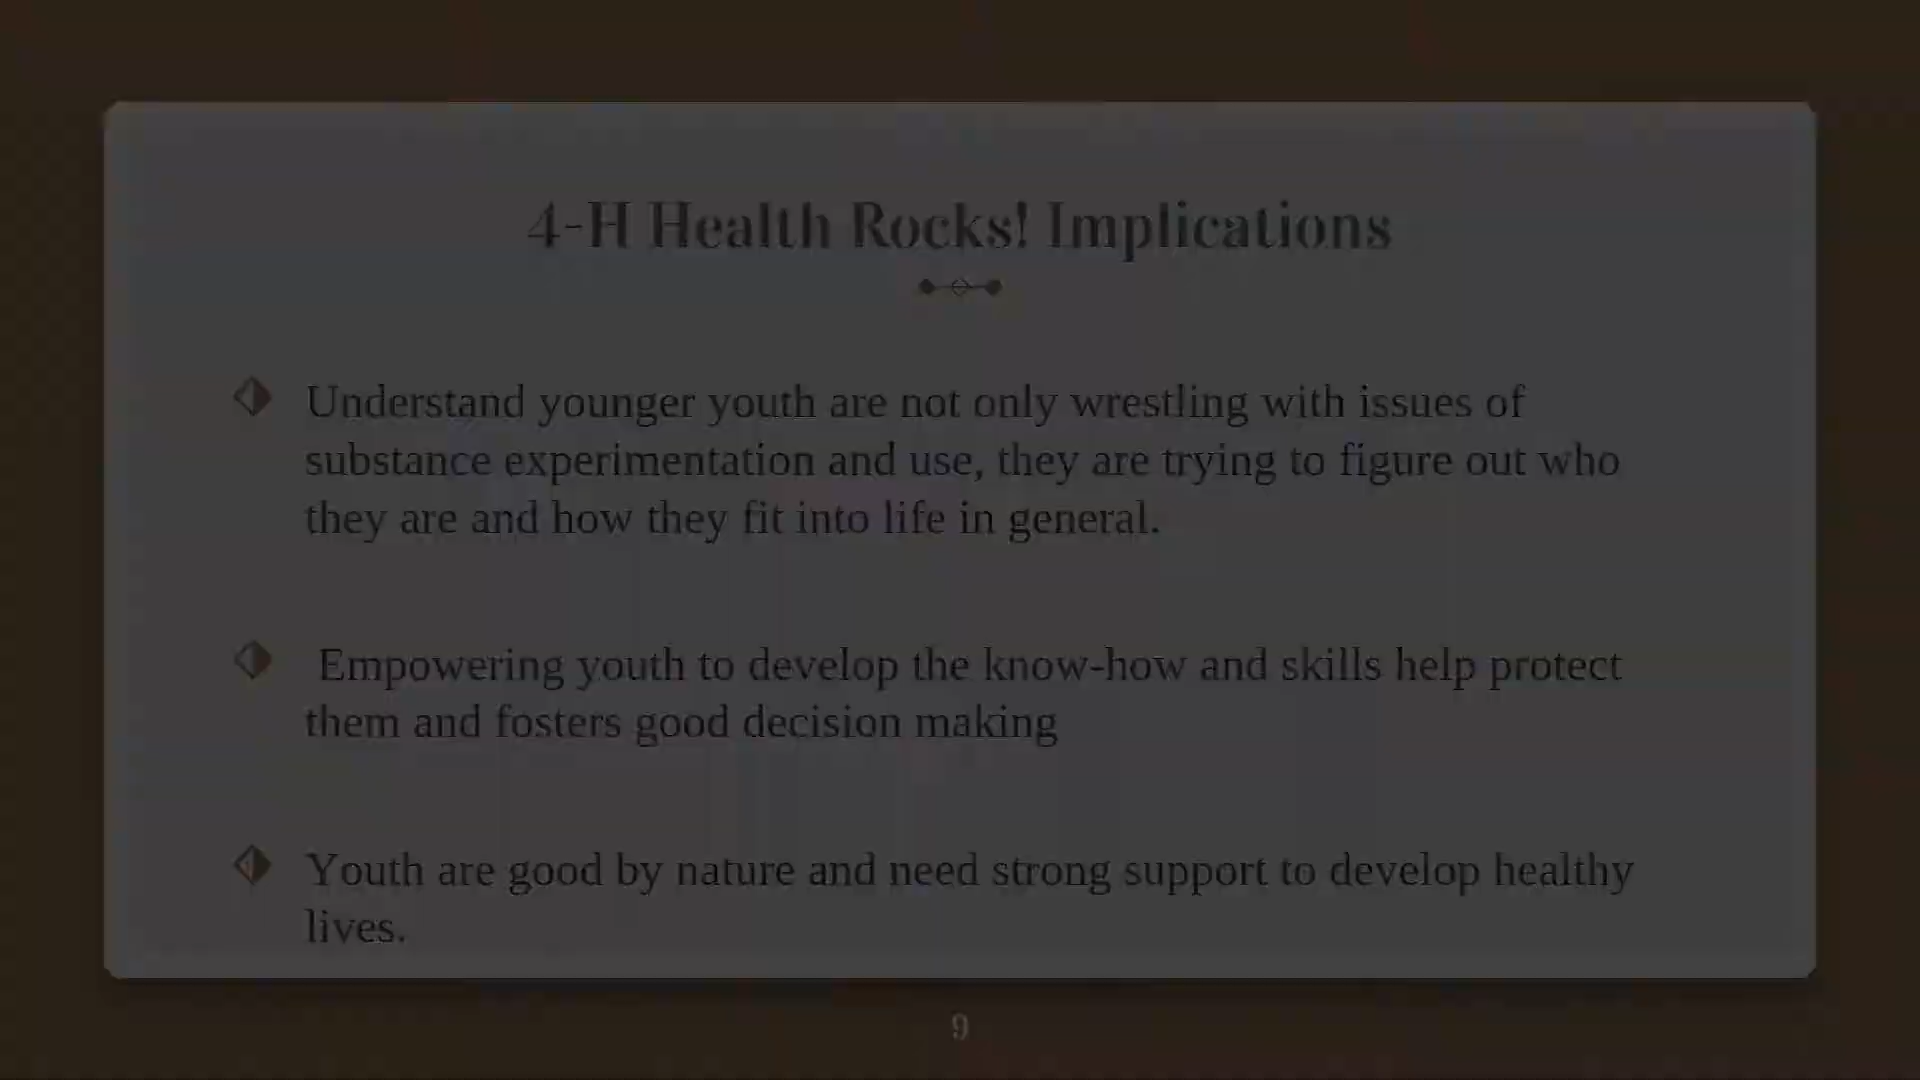 4-H Health Rocks! Implications
Understand younger youth are not only wrestling with issues of
substance experimentation and use, they are trying to figure out who
they are and how they fit into life in general.
Empowering youth to develop the know-how and skills help protect
them and fosters good decision making
Youth are good by nature and need strong support to develop healthy
lives.
9